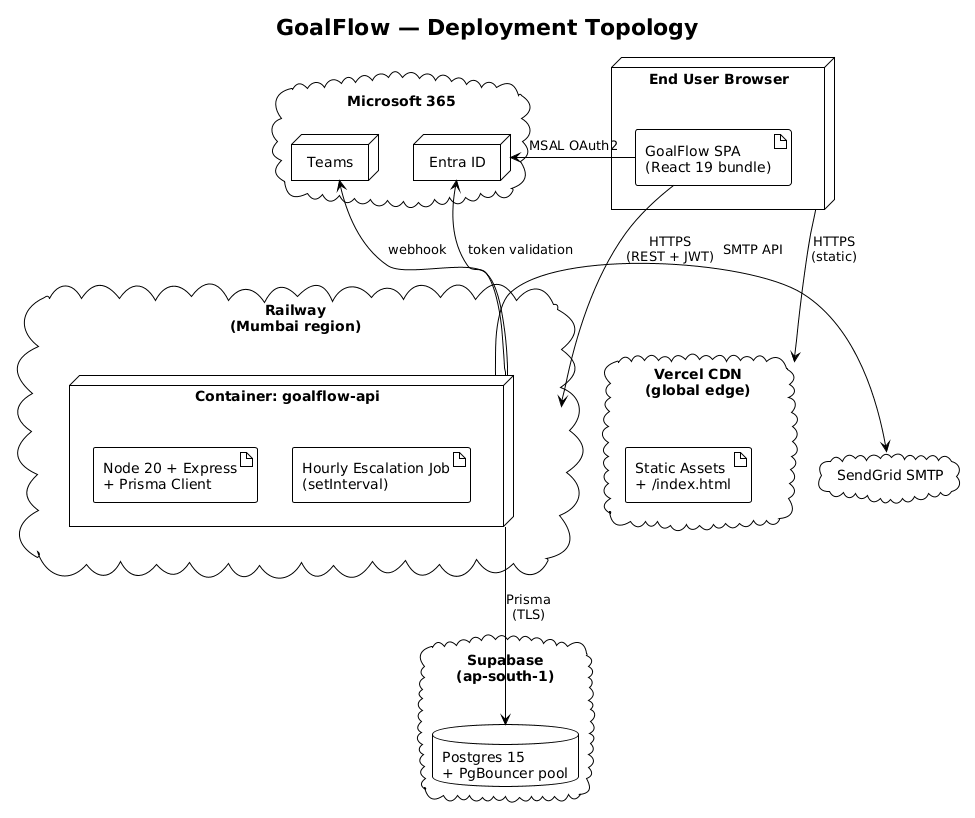 GoalFlow — Deployment Topology
Microsoft 365
Teams
Entra ID
MSAL OAuth2
End User Browser
GoalFlow SPA
(React 19 bundle)
webhook
token validation
HTTPS
(REST + JWT)
SMTP API
HTTPS
(static)
Railway
(Mumbai region)
Container: goalflow-api
Node 20 + Express
+ Prisma Client
Hourly Escalation Job
(setInterval)
Vercel CDN
(global edge)
Static Assets
+ /index.html
SendGrid SMTP
Prisma
(TLS)
Supabase
(ap-south-1)
Postgres 15
+ PgBouncer pool